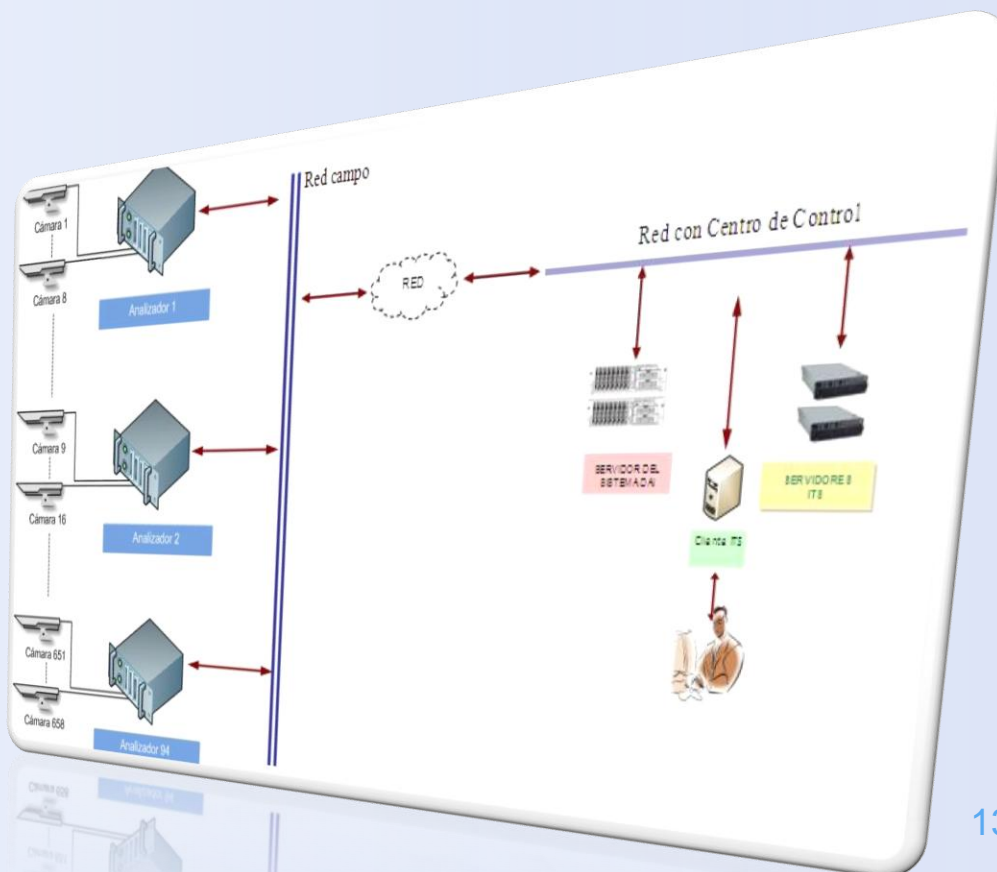 Red campo
Cámara 1
Cámara 8
Analizador 1
RED
Red con Centro de Control
Cámara 9
Cámara 16
Analizador 2
SERVIDOR DEL
SISTEMA DAI
SERVIDORES
ITS
Cliente ITS
Cámara 651
Cámara 658
Analizador 94